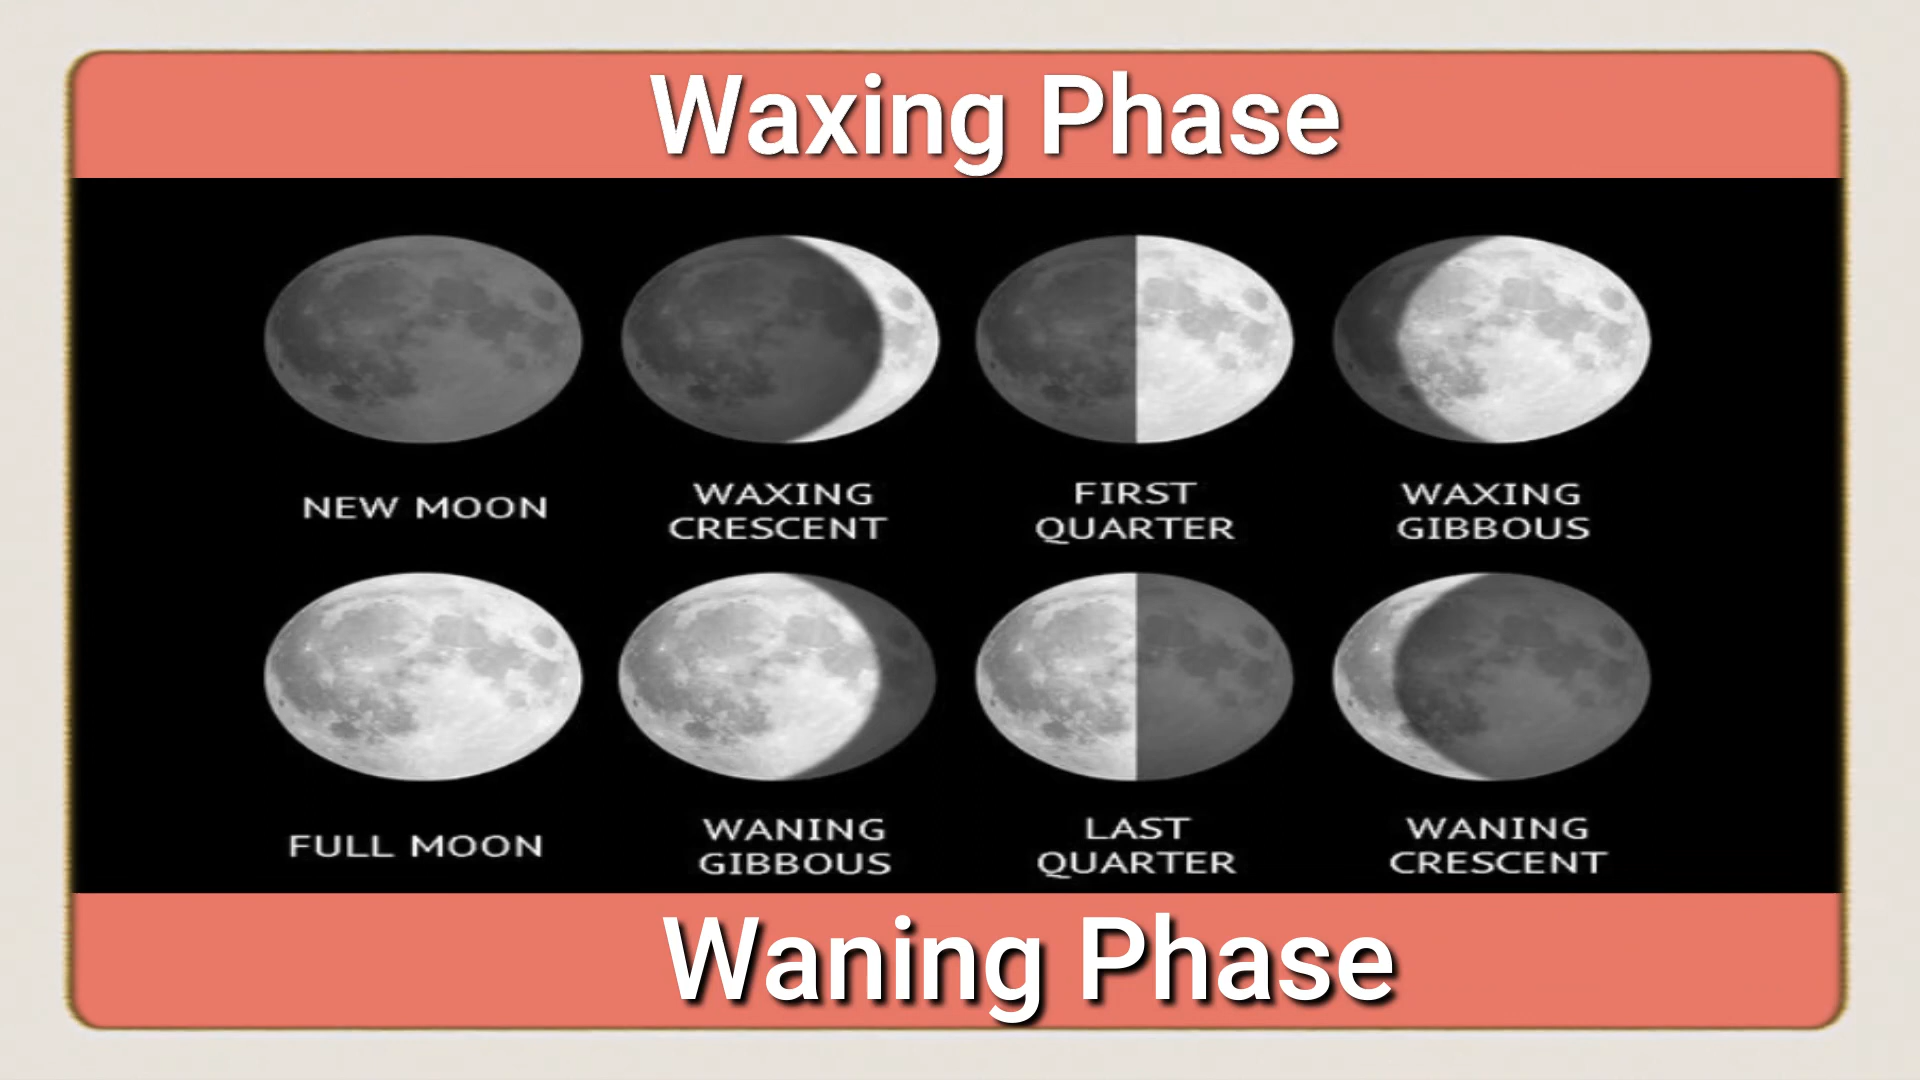 Waxing Phase
NEW MOON
WAXING
CRESCENT
FIRST
QUARTER
WAXING
GIBBOUS
FULL MOON
WANING
GIBBOUS
LAST
QUARTER
WANING
CRESCENT
Waning Phase